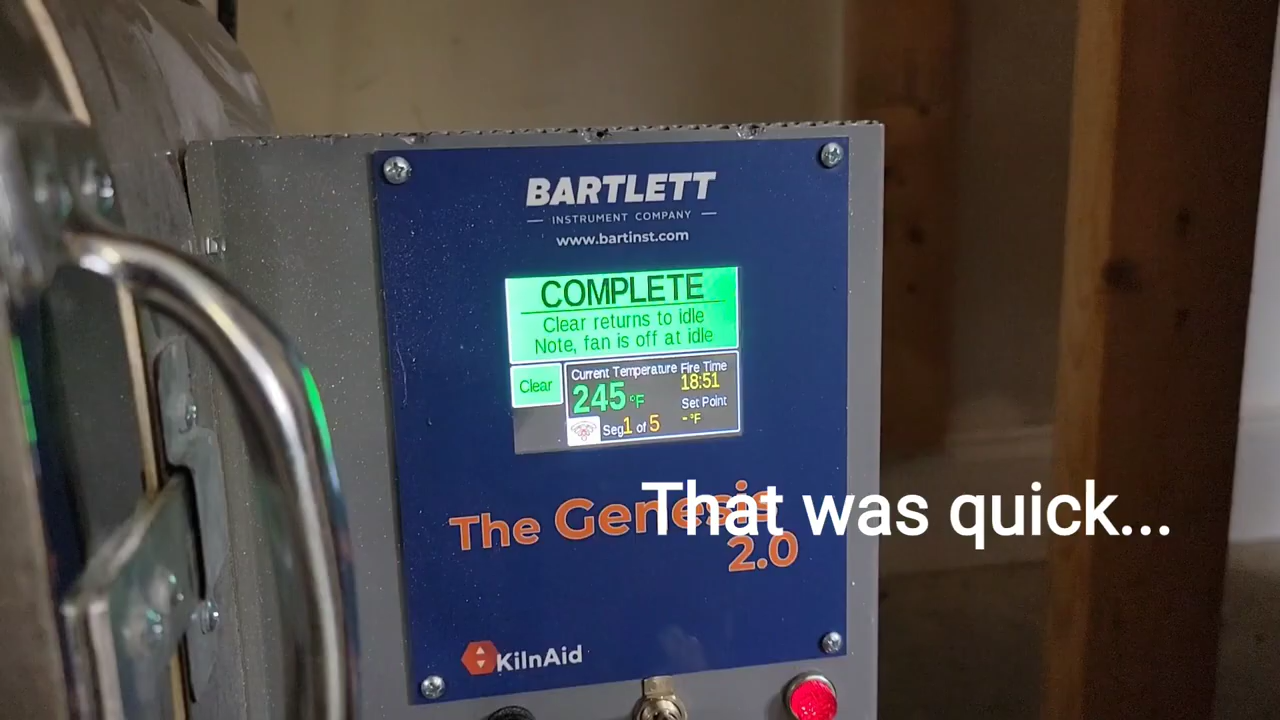 BARTLETT
INSTRUMENT COMPANY
www.bartinst.com
COMPLETE
Clear returns to idle
Note, fan is off at idle
Clear
Current Temperature Fire Time
245°F 18:51
Set Point
Seg 1 of 5 - °F
The Genesis
2.0
That was quick...
KilnAid